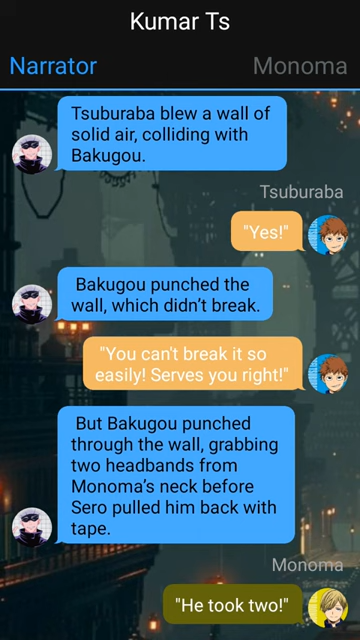 Kumar Ts
Narrator
Monoma
Tsuburaba blew a wall of
solid air, colliding with
Bakugou.
Tsuburaba
"Yes!"
Bakugou punched the
wall, which didn’t break.
"You can't break it so
easily! Serves you right!"
But Bakugou punched
through the wall, grabbing
two headbands from
Monoma’s neck before
Sero pulled him back with
tape.
Monoma
"He took two!"